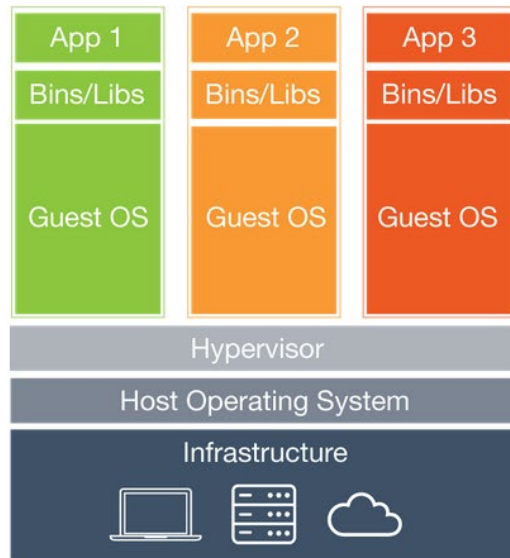 App 1
App 2
App 3
Bins/Libs
Bins/Libs
Bins/Libs
Guest OS
Guest OS
Guest OS
Hypervisor
Host Operating System
Infrastructure